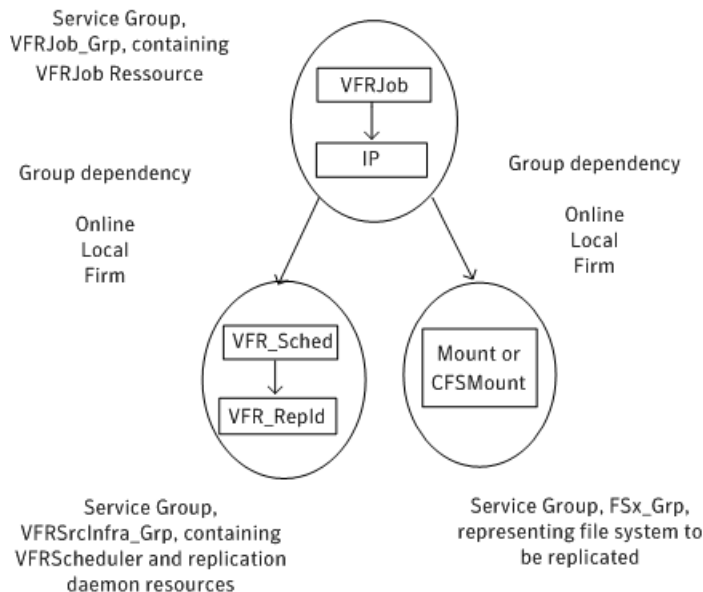 Service Group,
VFRJob_Grp, containing
VFRJob Ressource
VFRJob
IP
Group dependency
Online
Local
Firm
Group dependency
Online
Local
Firm
VFR_Sched
VFR_RepId
Mount or
CFSMount
Service Group,
VFRSrcInfra_Grp, containing
VFRScheduler and replication
daemon resources
Service Group, FSx_Grp,
representing file system to
be replicated